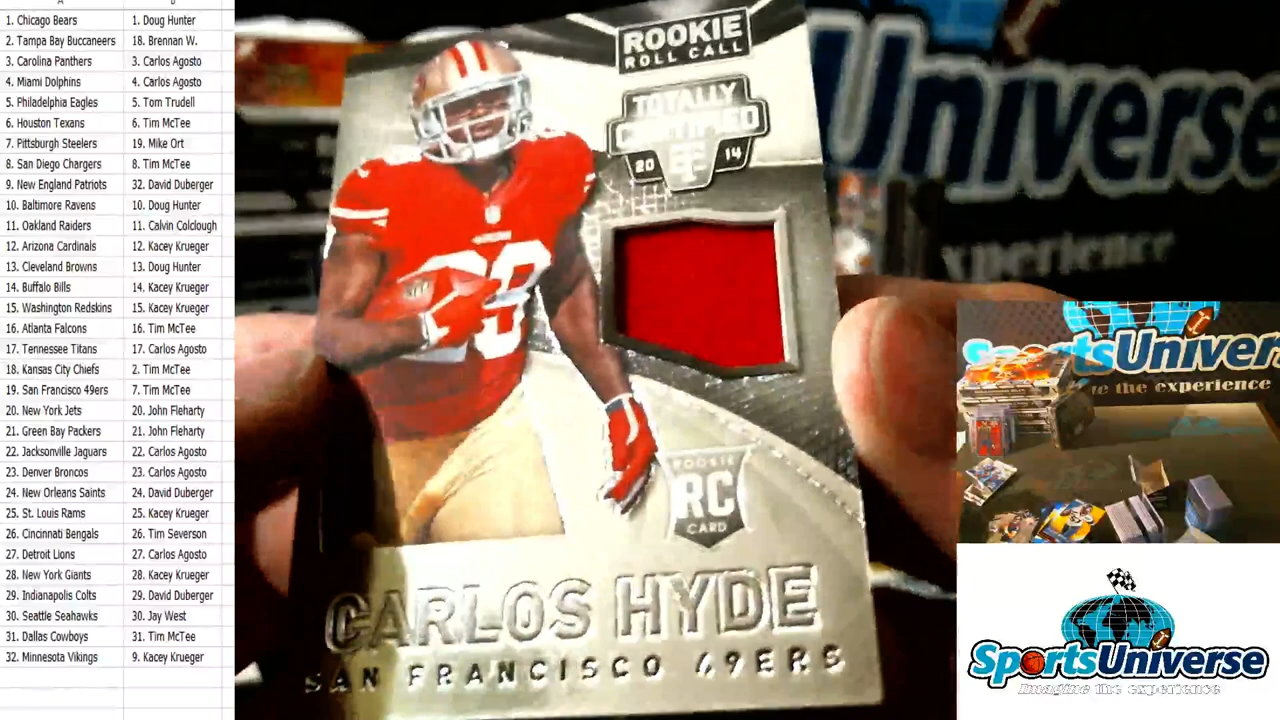 A
B
1. Chicago Bears 1. Doug Hunter
2. Tampa Bay Buccaneers 18. Brennan W.
3. Carolina Panthers 3. Carlos Agosto
4. Miami Dolphins 4. Carlos Agosto
5. Philadelphia Eagles 5. Tom Trudell
6. Houston Texans 6. Tim McTee
7. Pittsburgh Steelers 19. Mike Ort
8. San Diego Chargers 8. Tim McTee
9. New England Patriots 32. David Duberger
10. Baltimore Ravens 10. Doug Hunter
11. Oakland Raiders 11. Calvin Colclough
12. Arizona Cardinals 12. Kacey Krueger
13. Cleveland Browns 13. Doug Hunter
14. Buffalo Bills 14. Kacey Krueger
15. Washington Redskins 15. Kacey Krueger
16. Atlanta Falcons 16. Tim McTee
17. Tennessee Titans 17. Carlos Agosto
18. Kansas City Chiefs 2. Tim McTee
19. San Francisco 49ers 7. Tim McTee
20. New York Jets 20. John Fleharty
21. Green Bay Packers 21. John Fleharty
22. Jacksonville Jaguars 22. Carlos Agosto
23. Denver Broncos 23. Carlos Agosto
24. New Orleans Saints 24. David Duberger
25. St. Louis Rams 25. Kacey Krueger
26. Cincinnati Bengals 26. Tim Severson
27. Detroit Lions 27. Carlos Agosto
28. New York Giants 28. Kacey Krueger
29. Indianapolis Colts 29. David Duberger
30. Seattle Seahawks 30. Jay West
31. Dallas Cowboys 31. Tim McTee
32. Minnesota Vikings 9. Kacey Krueger
ROOKIE
ROLL CALL
TOTALLY
CERTIFIED
20 14
ROOKIE
RC
CARD
CARLOS HYDE
SAN FRANCISCO 49ERS
Universe
experience
rtsUniver
ne the experience
SportsUniverse
Imagine the experience